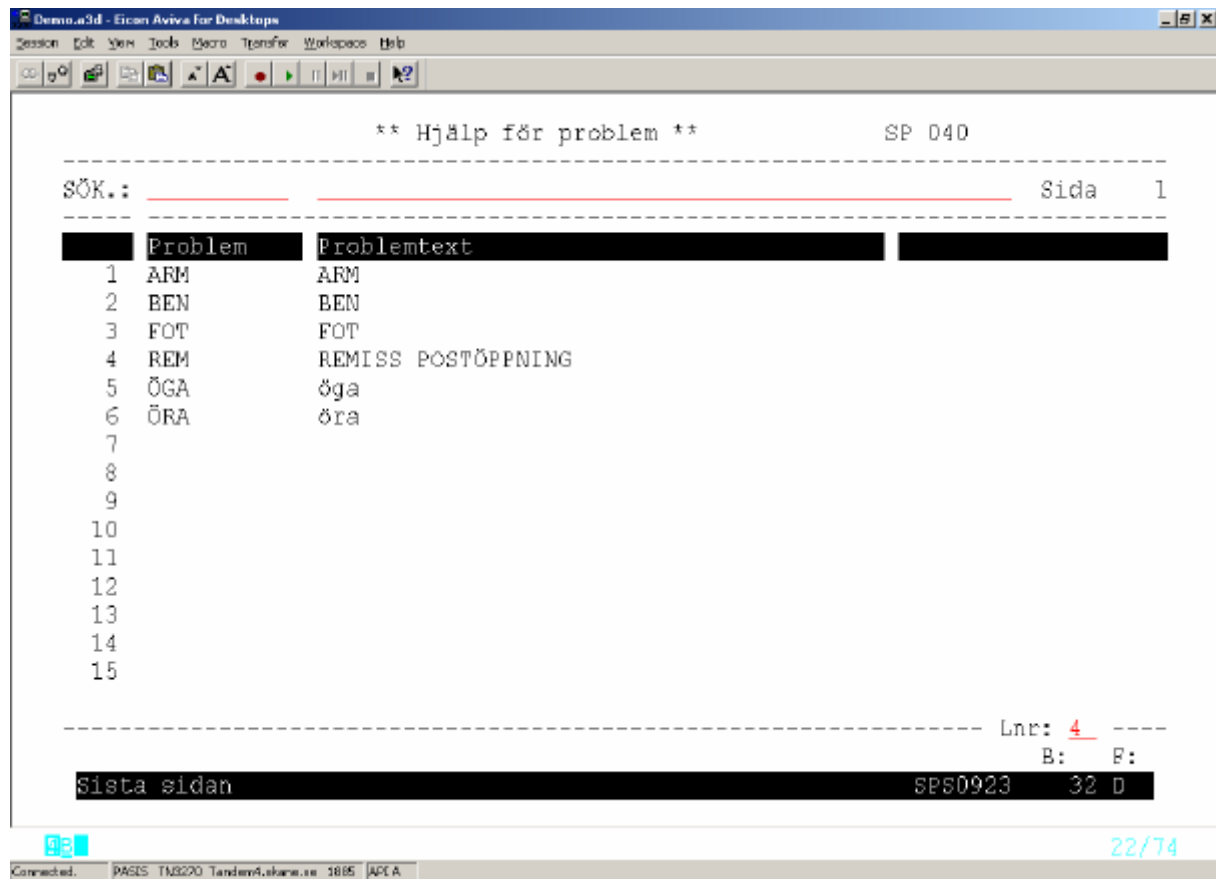 Demo.a3d - Eicon Aviva for Desktops
Session Edit View Tools Macro Transfer Workspace Help
** Hjälp för problem ** SP 040
SÖK.: Sida 1
Problem Problemtext
1 ARM ARM
2 BEN BEN
3 FOT FOT
4 REM REMISS POSTÖPPNING
5 ÖGA öga
6 ÖRA öra
7
8
9
10
11
12
13
14
15
Lnr: 4
B: F:
Sista sidan SPS0923 32 D
22/74
Connected. PASIS TN3270 Tandem4.skane.se 1885